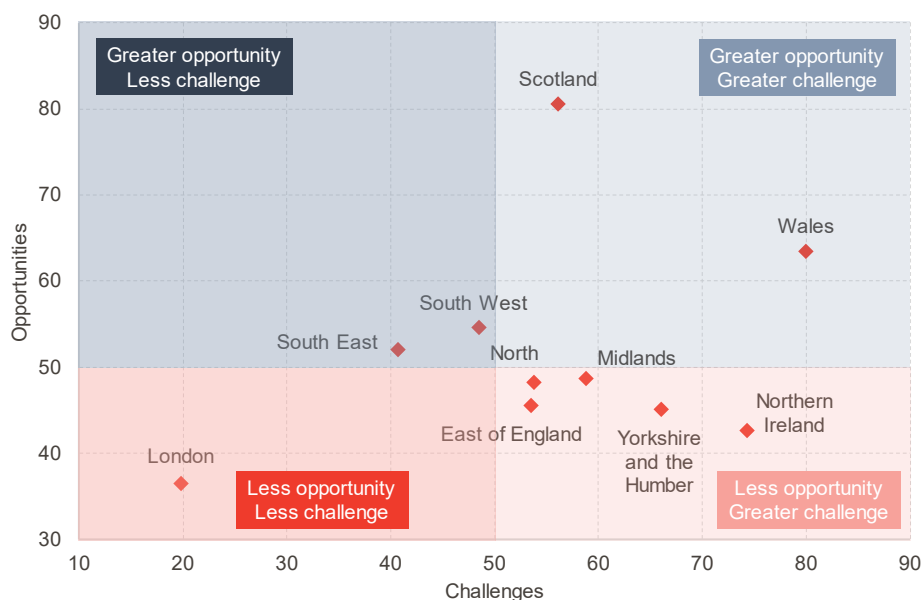 90
80
70
60
50
40
30
Opportunities
Greater opportunity
Less challenge
Greater opportunity
Greater challenge
Scotland
Wales
South West
South East
North
Midlands
East of England
Yorkshire
and the
Humber
Northern
Ireland
London
Less opportunity
Less challenge
Less opportunity
Greater challenge
10
20
30
40
50
60
70
80
90
Challenges